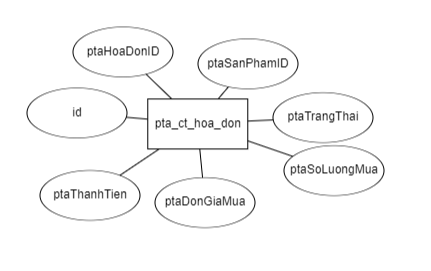 ptaHoaDonID
ptaSanPhamID
id
pta_ct_hoa_don
ptaTrangThai
ptaSoLuongMua
ptaThanhTien
ptaDonGiaMua